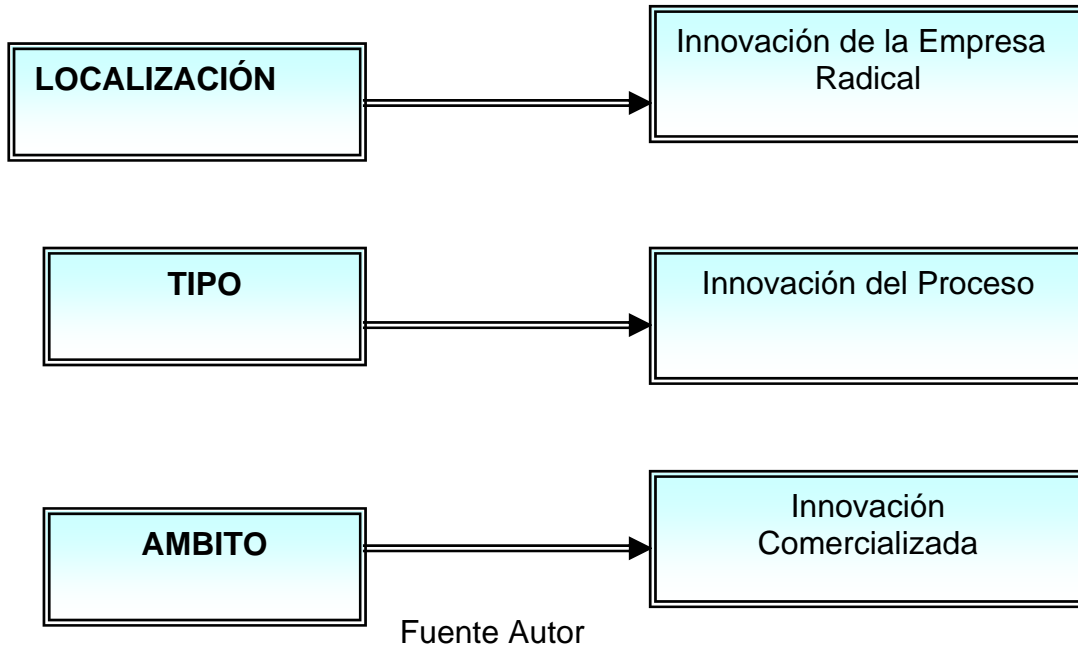 LOCALIZACIÓN
Innovación de la Empresa
Radical
TIPO
Innovación del Proceso
AMBITO
Innovación
Comercializada
Fuente Autor